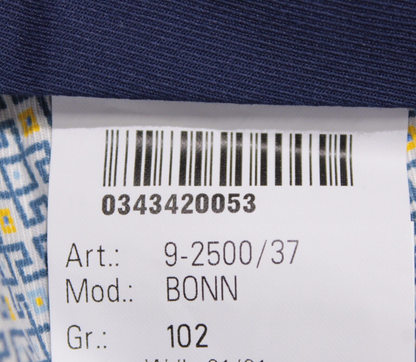 0343420053
Art.: 9-2500/37
Mod.: BONN
Gr.: 102